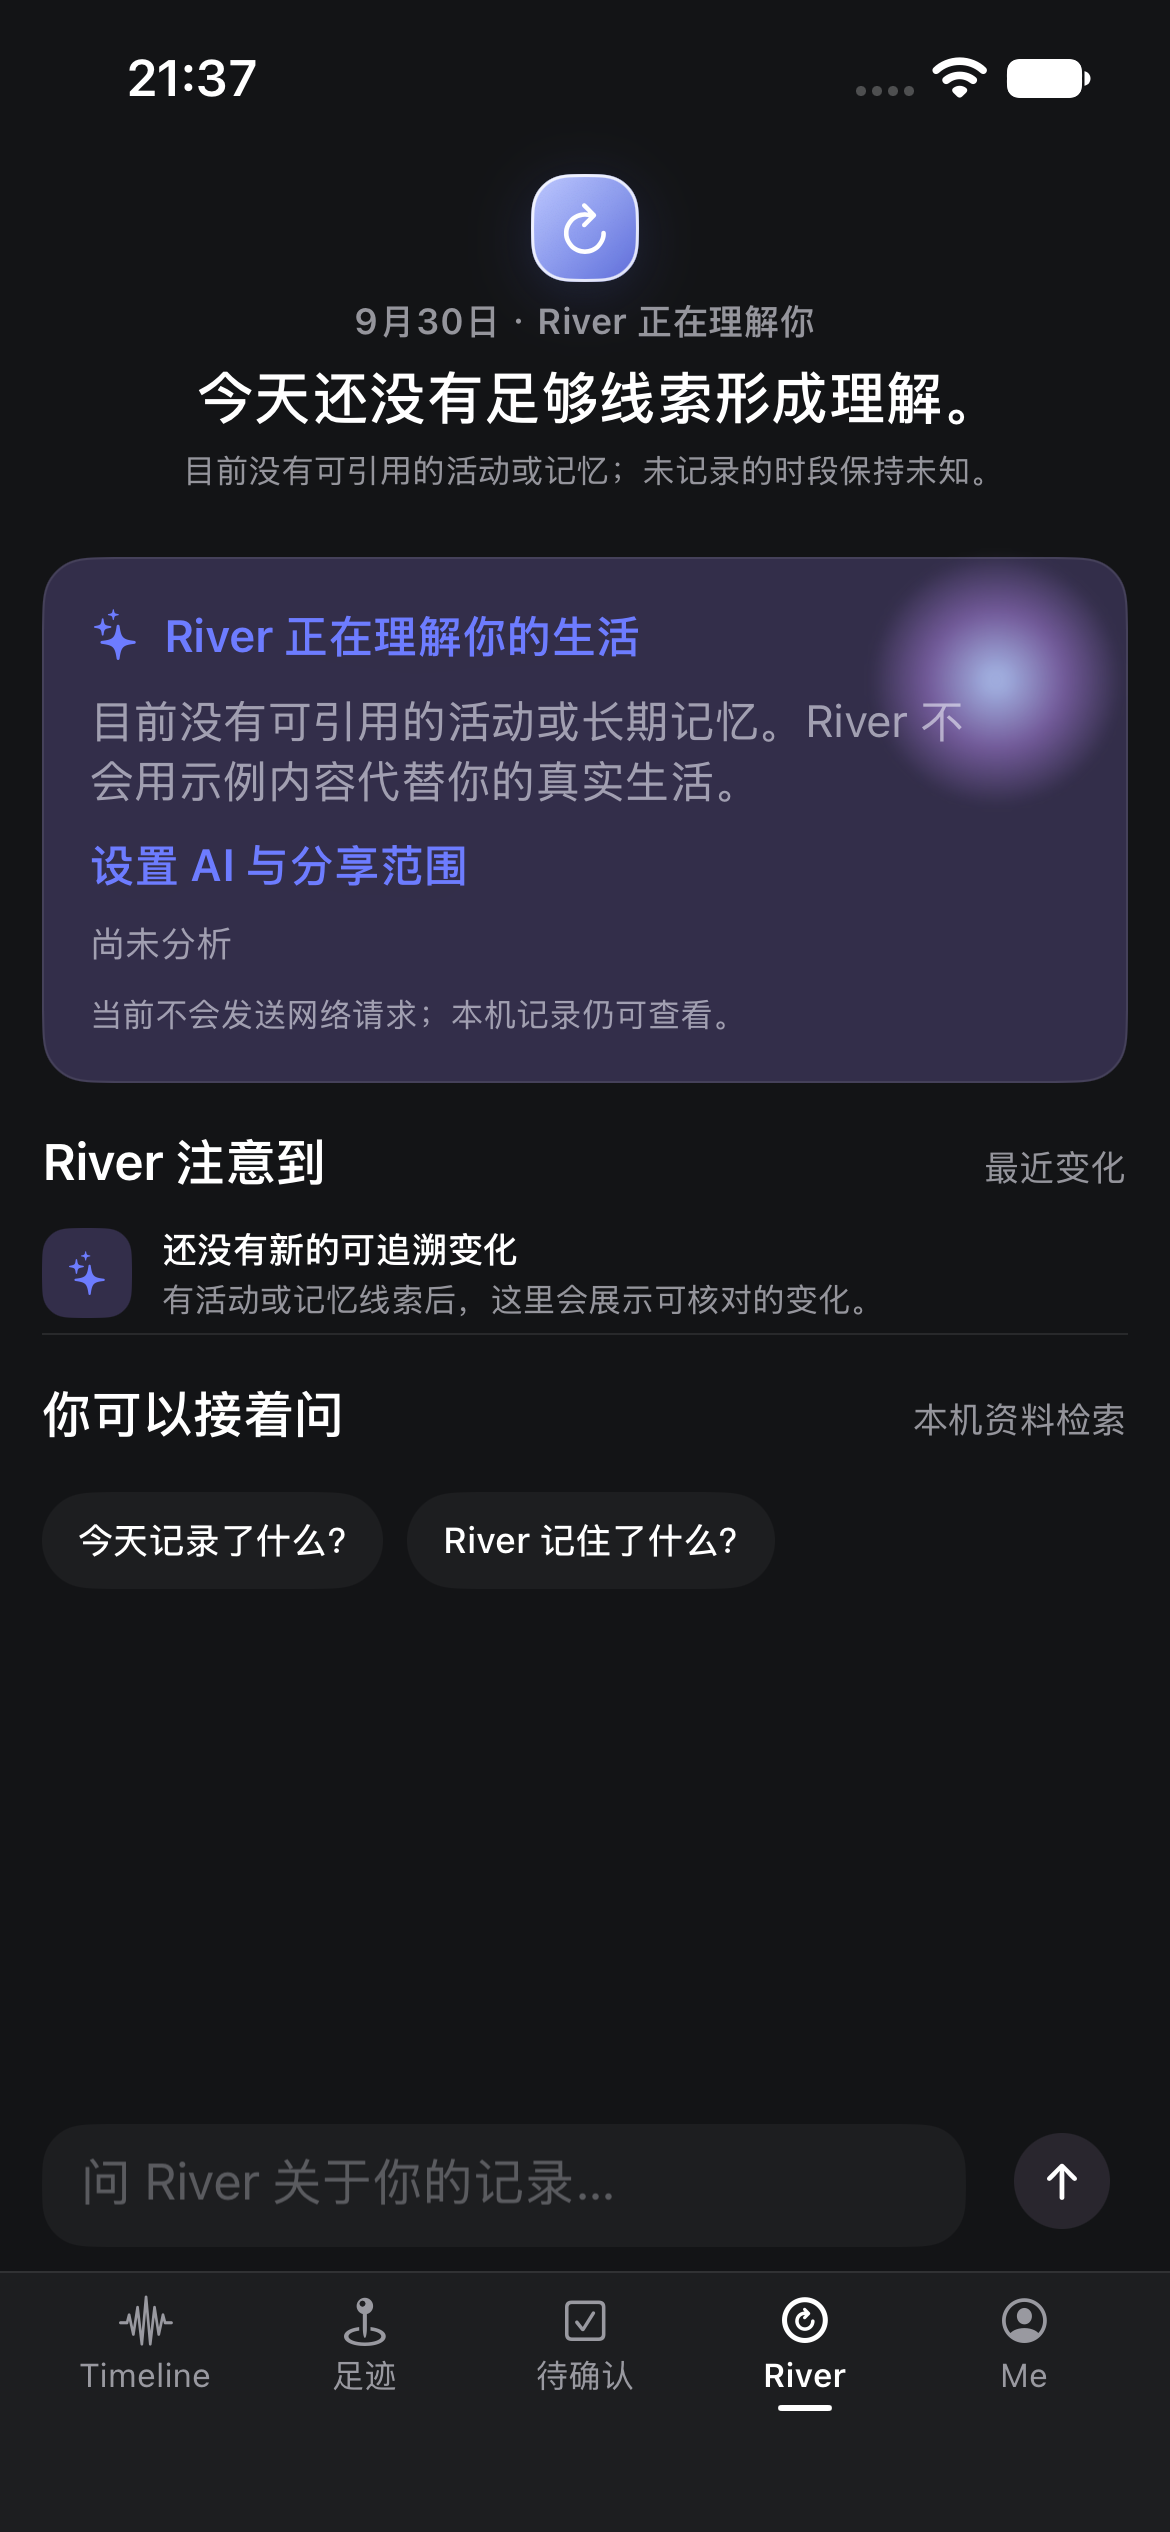 21:37
9月30日 · River 正在理解你
今天还没有足够线索形成理解。
目前没有可引用的活动或记忆；未记录的时段保持未知。
River 正在理解你的生活
目前没有可引用的活动或长期记忆。River 不
会用示例内容代替你的真实生活。
设置 AI 与分享范围
尚未分析
当前不会发送网络请求；本机记录仍可查看。
River 注意到
最近变化
还没有新的可追溯变化
有活动或记忆线索后，这里会展示可核对的变化。
你可以接着问
本机资料检索
今天记录了什么？
River 记住了什么？
问 River 关于你的记录...
Timeline
足迹
待确认
River
Me